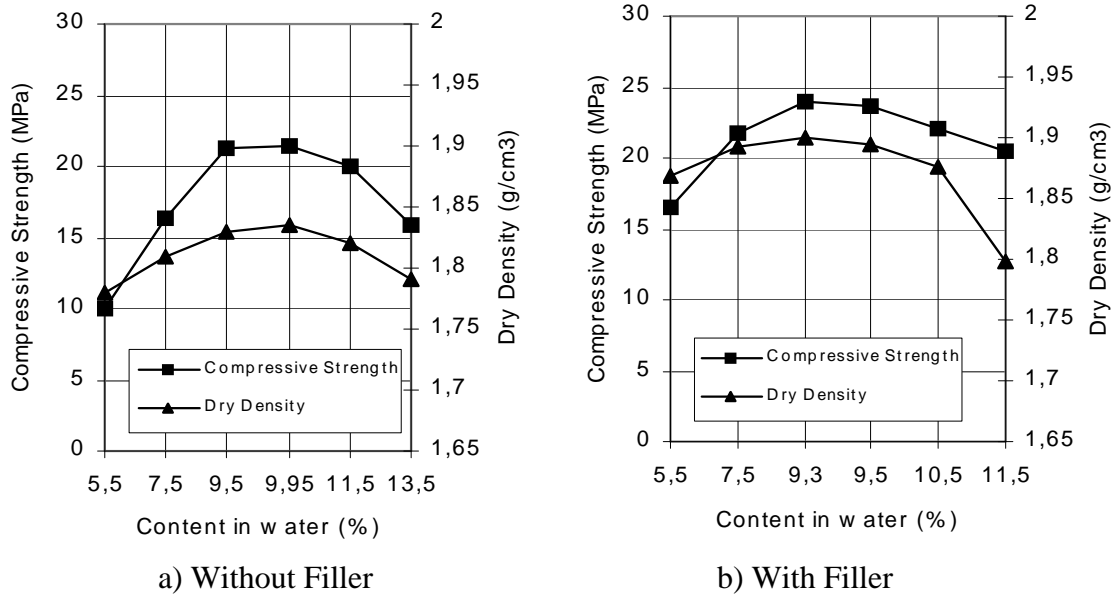 30
25
20
15
10
5
0
Compressive Strength (MPa)
2
1,95
1,9
1,85
1,8
1,75
1,7
1,65
Dry Density (g/cm3)
Compressive Strength
Dry Density
5,5 7,5 9,5 9,95 11,5 13,5
Content in w ater (%)
a) Without Filler
30
25
20
15
10
5
0
Compressive Strength (MPa)
2
1,95
1,9
1,85
1,8
1,75
1,7
1,65
Dry Density (g/cm3)
Compressive Strength
Dry Density
5,5 7,5 9,3 9,5 10,5 11,5
Content in w ater (%)
b) With Filler